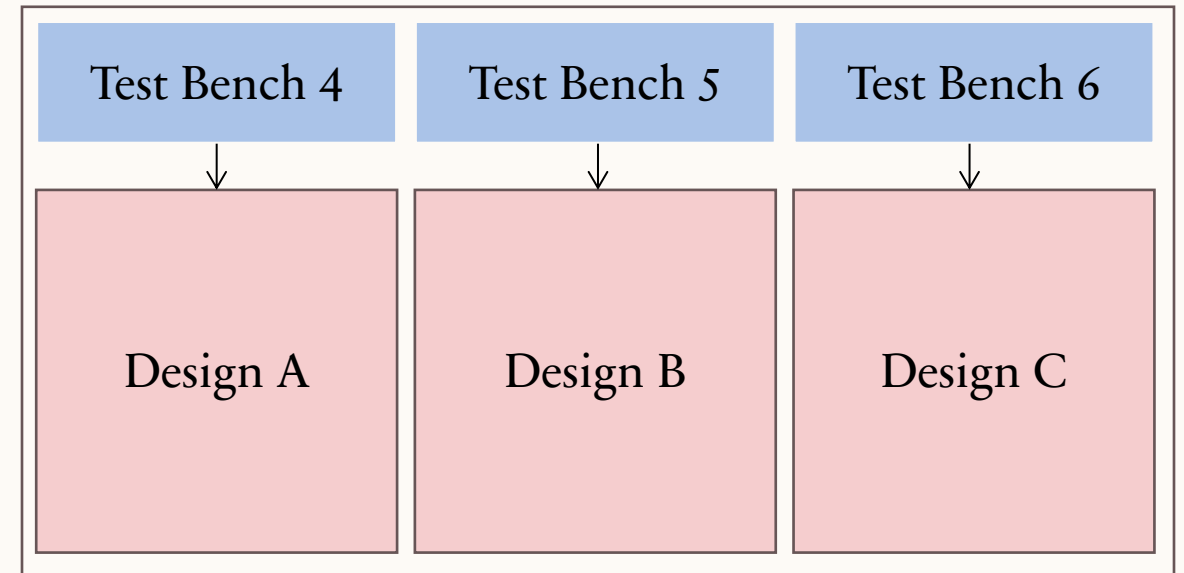 Test Bench 4
Test Bench 5
Test Bench 6
Design A
Design B
Design C